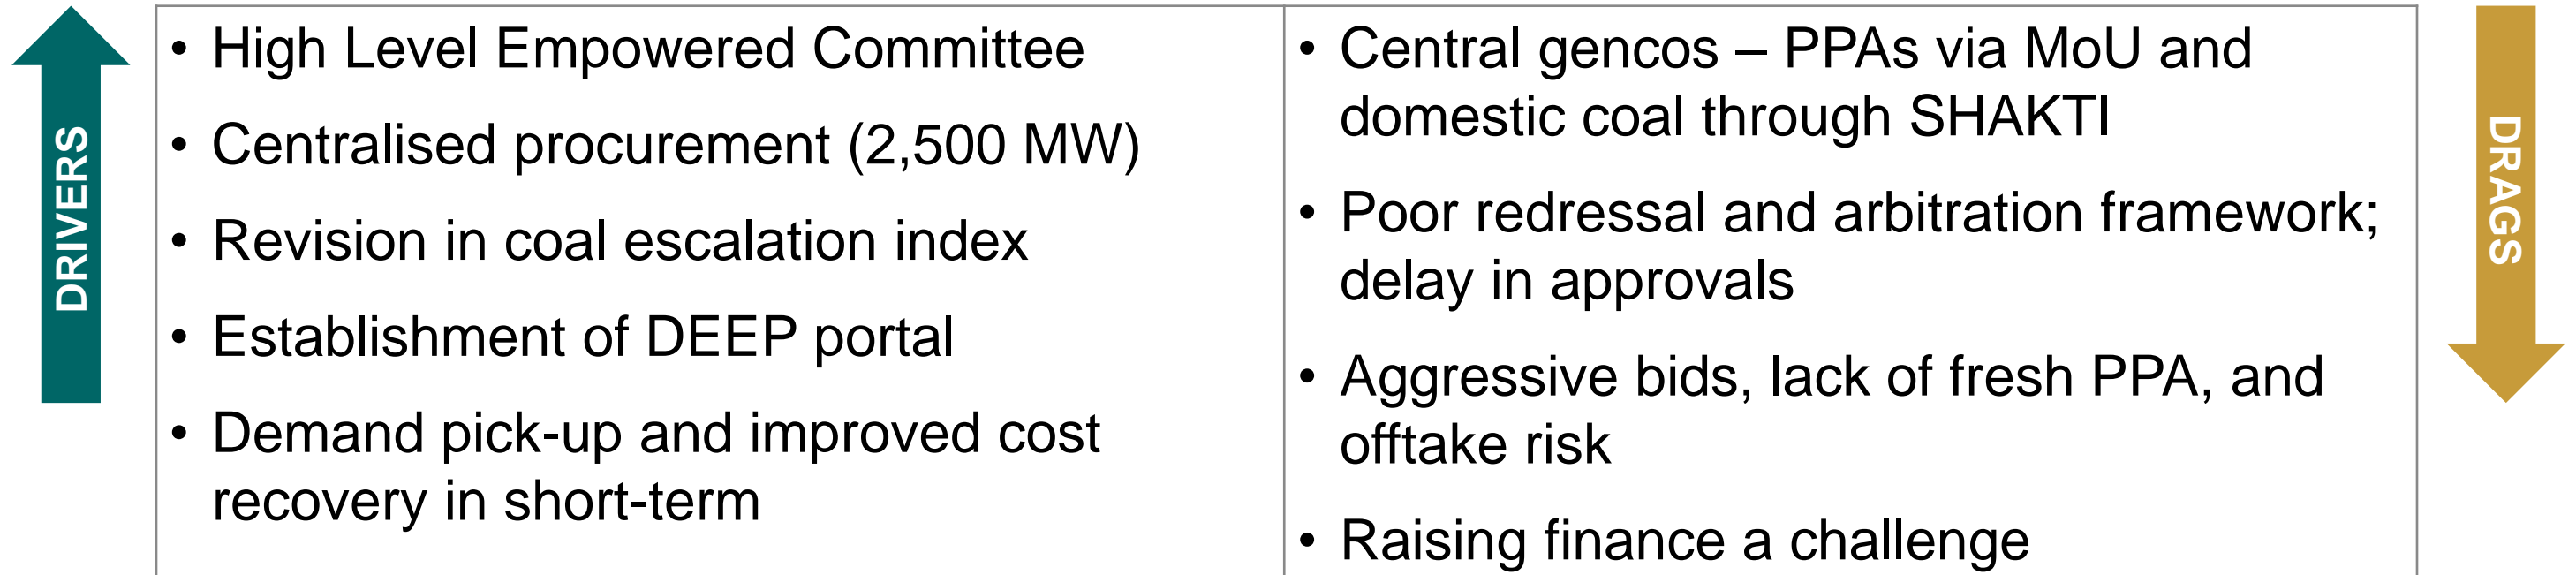 DRIVERS
• High Level Empowered Committee
• Centralised procurement (2,500 MW)
• Revision in coal escalation index
• Establishment of DEEP portal
• Demand pick-up and improved cost
recovery in short-term
• Central gencos – PPAs via MoU and
domestic coal through SHAKTI
• Poor redressal and arbitration framework;
delay in approvals
• Aggressive bids, lack of fresh PPA, and
offtake risk
• Raising finance a challenge
DRAGS